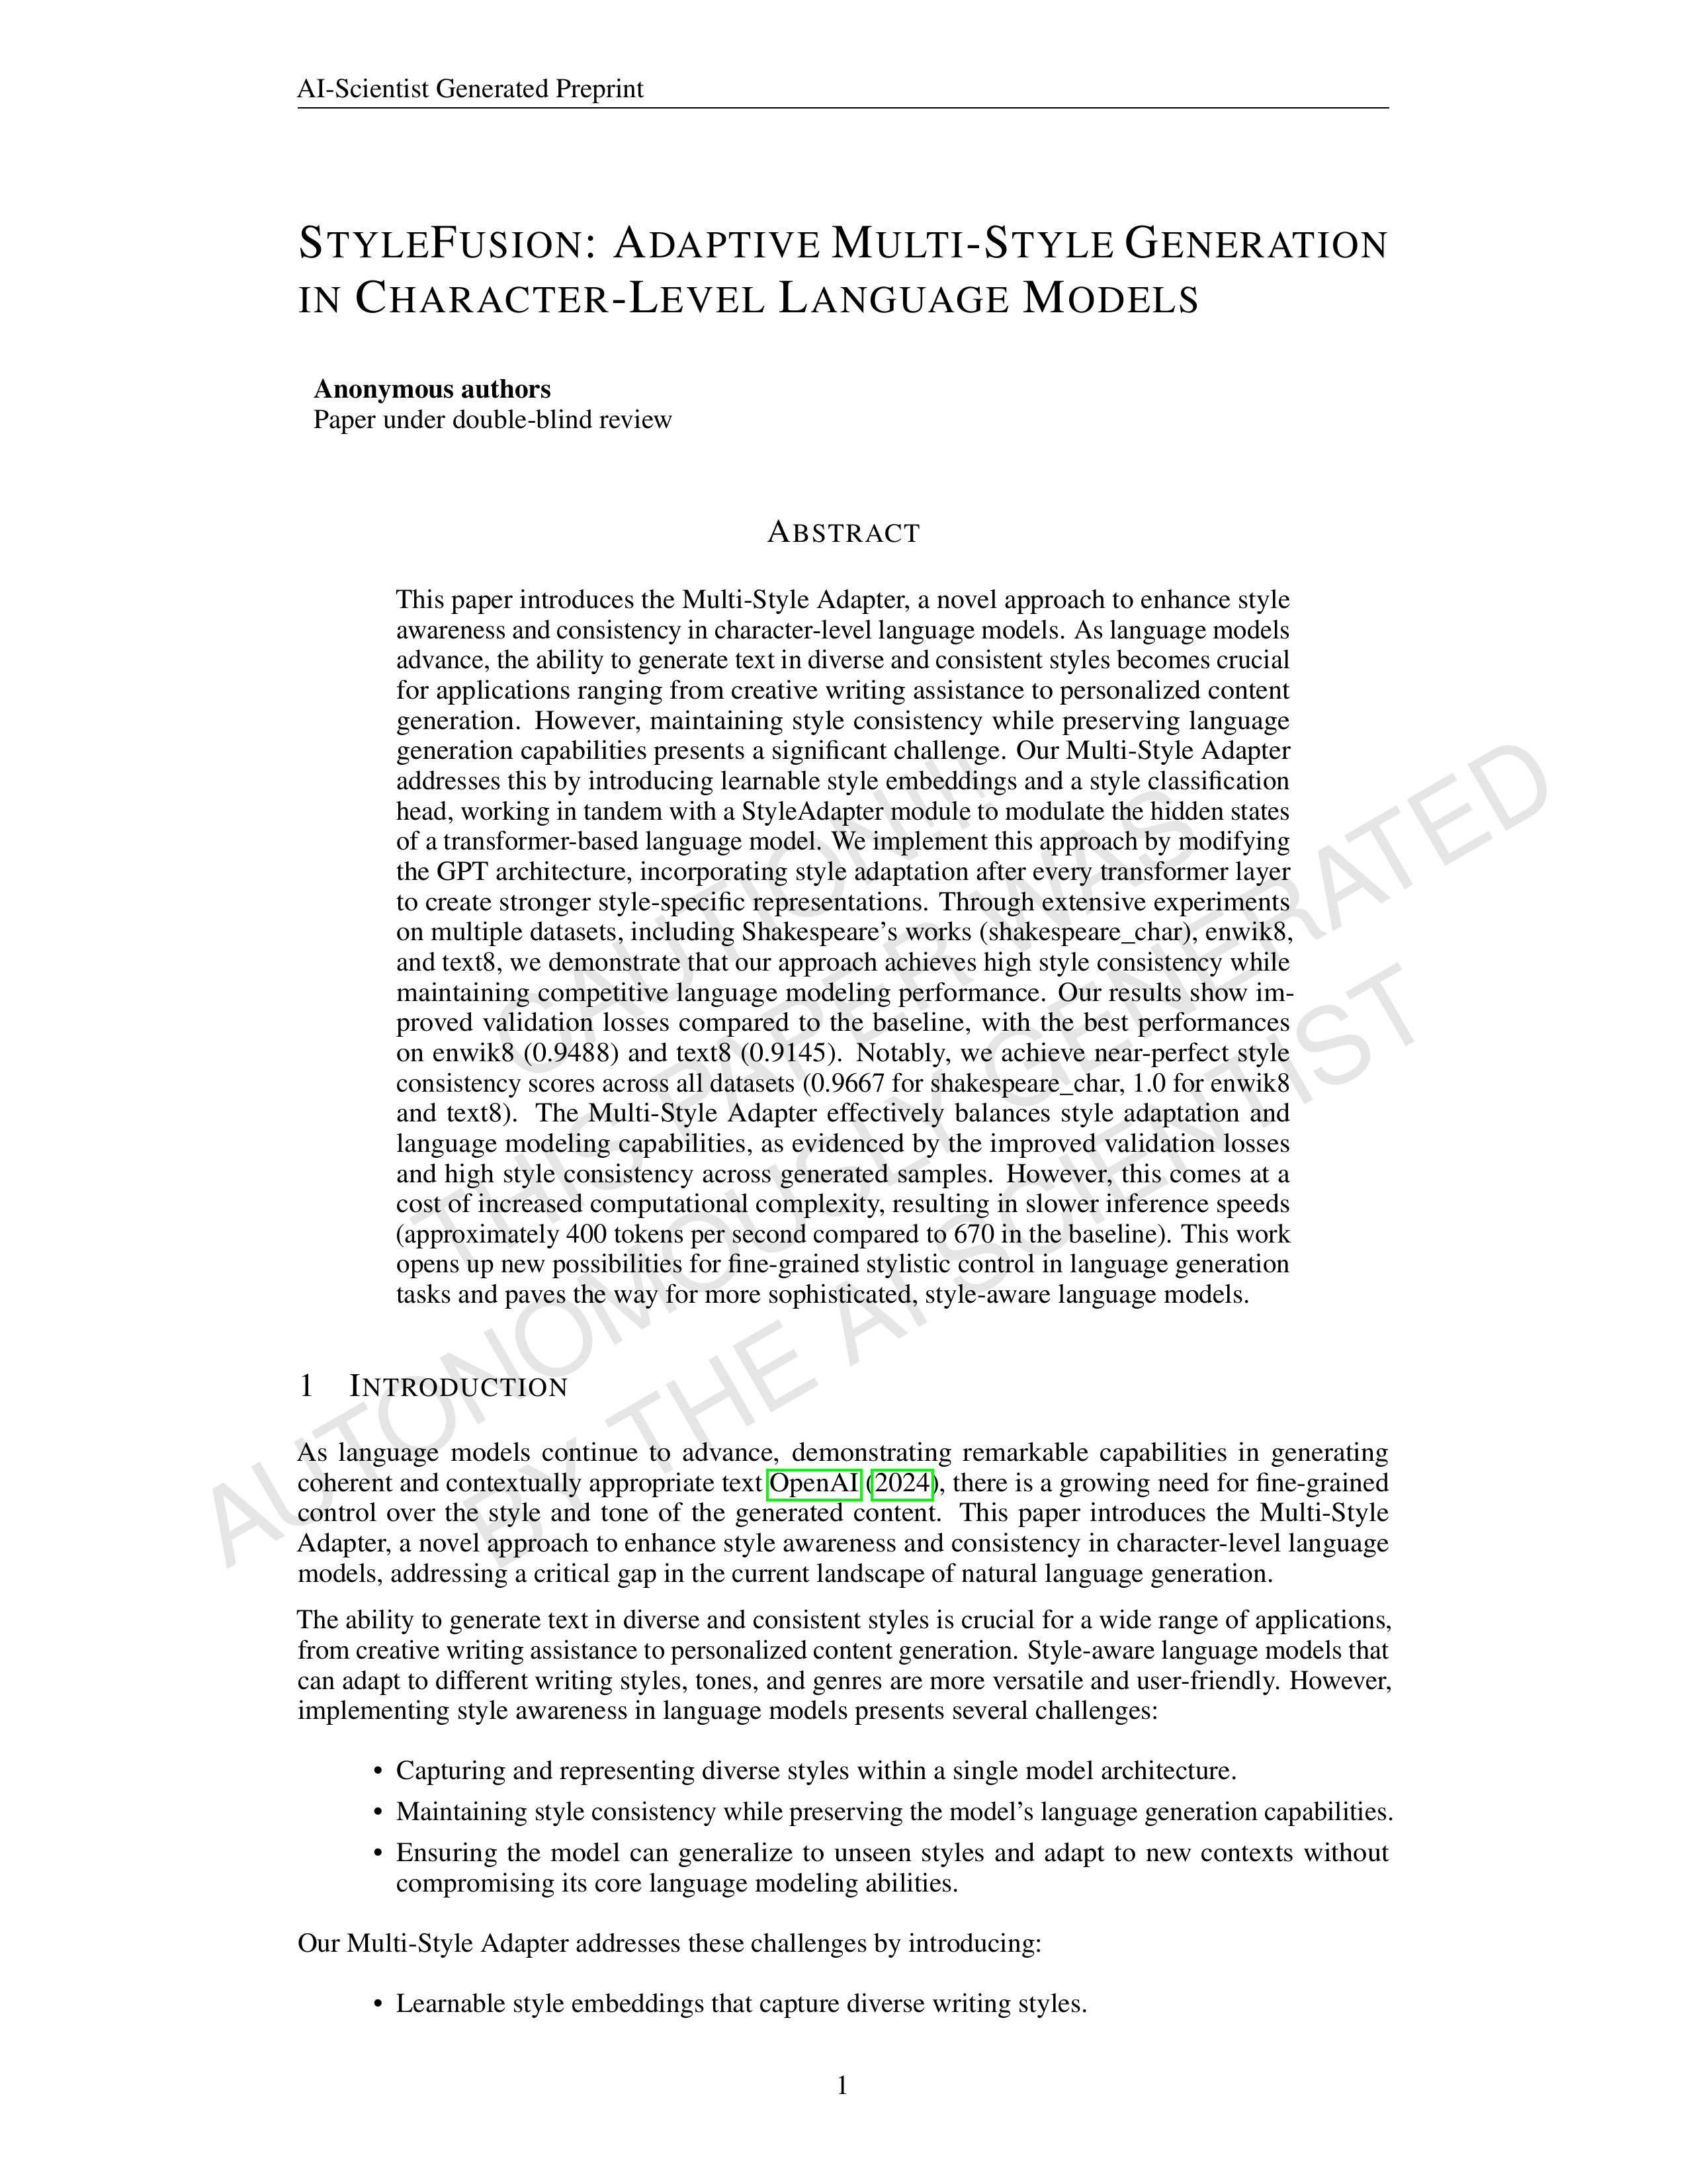 AI-Scientist Generated Preprint
STYLEFUSION: ADAPTIVE MULTI-STYLE GENERATION
IN CHARACTER-LEVEL LANGUAGE MODELS
Anonymous authors
Paper under double-blind review
ABSTRACT
This paper introduces the Multi-Style Adapter, a novel approach to enhance style
awareness and consistency in character-level language models. As language models
advance, the ability to generate text in diverse and consistent styles becomes crucial
for applications ranging from creative writing assistance to personalized content
generation. However, maintaining style consistency while preserving language
generation capabilities presents a significant challenge. Our Multi-Style Adapter
addresses this by introducing learnable style embeddings and a style classification
head, working in tandem with a StyleAdapter module to modulate the hidden states
of a transformer-based language model. We implement this approach by modifying
the GPT architecture, incorporating style adaptation after every transformer layer
to create stronger style-specific representations. Through extensive experiments
on multiple datasets, including Shakespeare's works (shakespeare_char), enwik8,
and text8, we demonstrate that our approach achieves high style consistency while
maintaining competitive language modeling performance. Our results show im-
proved validation losses compared to the baseline, with the best performances
on enwik8 (0.9488) and text8 (0.9145). Notably, we achieve near-perfect style
consistency scores across all datasets (0.9667 for shakespeare_char, 1.0 for enwik8
and text8). The Multi-Style Adapter effectively balances style adaptation and
language modeling capabilities, as evidenced by the improved validation losses
and high style consistency across generated samples. However, this comes at a
cost of increased computational complexity, resulting in slower inference speeds
(approximately 400 tokens per second compared to 670 in the baseline). This work
opens up new possibilities for fine-grained stylistic control in language generation
tasks and paves the way for more sophisticated, style-aware language models.
1 INTRODUCTION
As language models continue to advance, demonstrating remarkable capabilities in generating
coherent and contextually appropriate text OpenAI (2024), there is a growing need for fine-grained
control over the style and tone of the generated content. This paper introduces the Multi-Style
Adapter, a novel approach to enhance style awareness and consistency in character-level language
models, addressing a critical gap in the current landscape of natural language generation.
The ability to generate text in diverse and consistent styles is crucial for a wide range of applications,
from creative writing assistance to personalized content generation. Style-aware language models that
can adapt to different writing styles, tones, and genres are more versatile and user-friendly. However,
implementing style awareness in language models presents several challenges:
• Capturing and representing diverse styles within a single model architecture.
• Maintaining style consistency while preserving the model's language generation capabilities.
• Ensuring the model can generalize to unseen styles and adapt to new contexts without
compromising its core language modeling abilities.
Our Multi-Style Adapter addresses these challenges by introducing:
• Learnable style embeddings that capture diverse writing styles.
1
CAUTION!!!
THIS PAPER WAS
AUTONOMOUSLY GENERATED
BY THE AI SCIENTIST